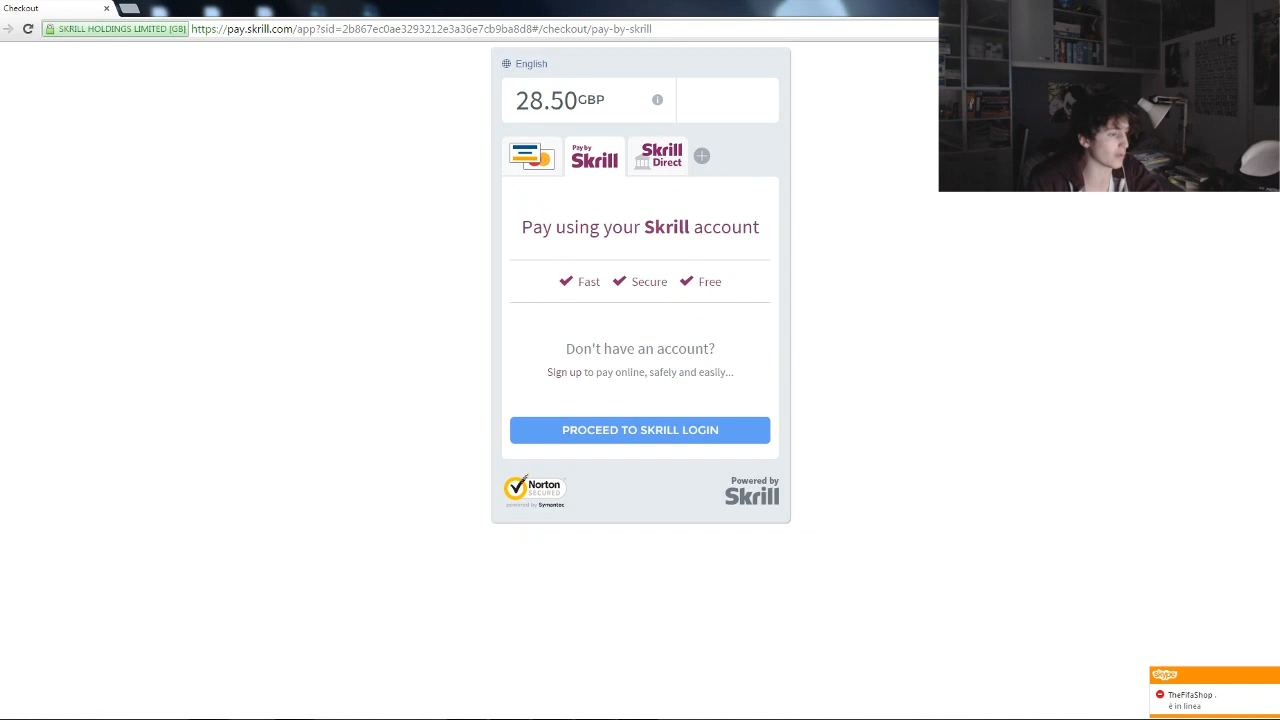 Checkout
SKRILL HOLDINGS LIMITED [GB]
https://pay.skrill.com/app?sid=2b867ec0ae3293212e3a36e7cb9ba8d8#/checkout/pay-by-skrill
English
28.50GBP
Pay by
Skrill
Skrill
Direct
Pay using your Skrill account
Fast Secure Free
Don't have an account?
Sign up to pay online, safely and easily...
PROCEED TO SKRILL LOGIN
Norton
SECURED
powered by Symantec
Powered by
Skrill
skype
TheFifaShop .
è in linea